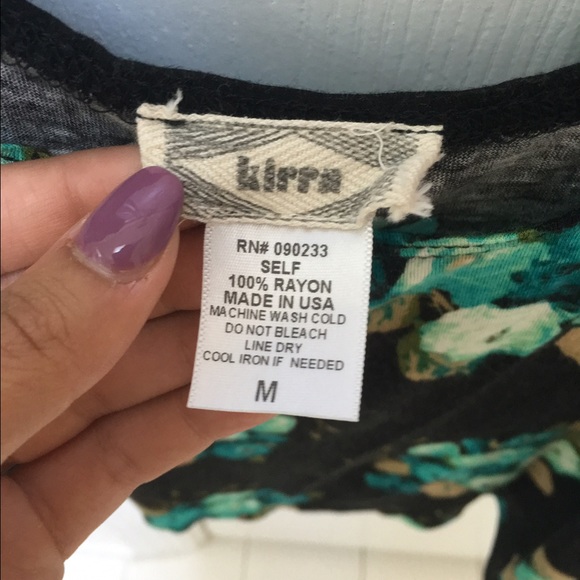 kirra
RN# 090233
SELF
100% RAYON
MADE IN USA
MACHINE WASH COLD
DO NOT BLEACH
LINE DRY
COOL IRON IF NEEDED
M